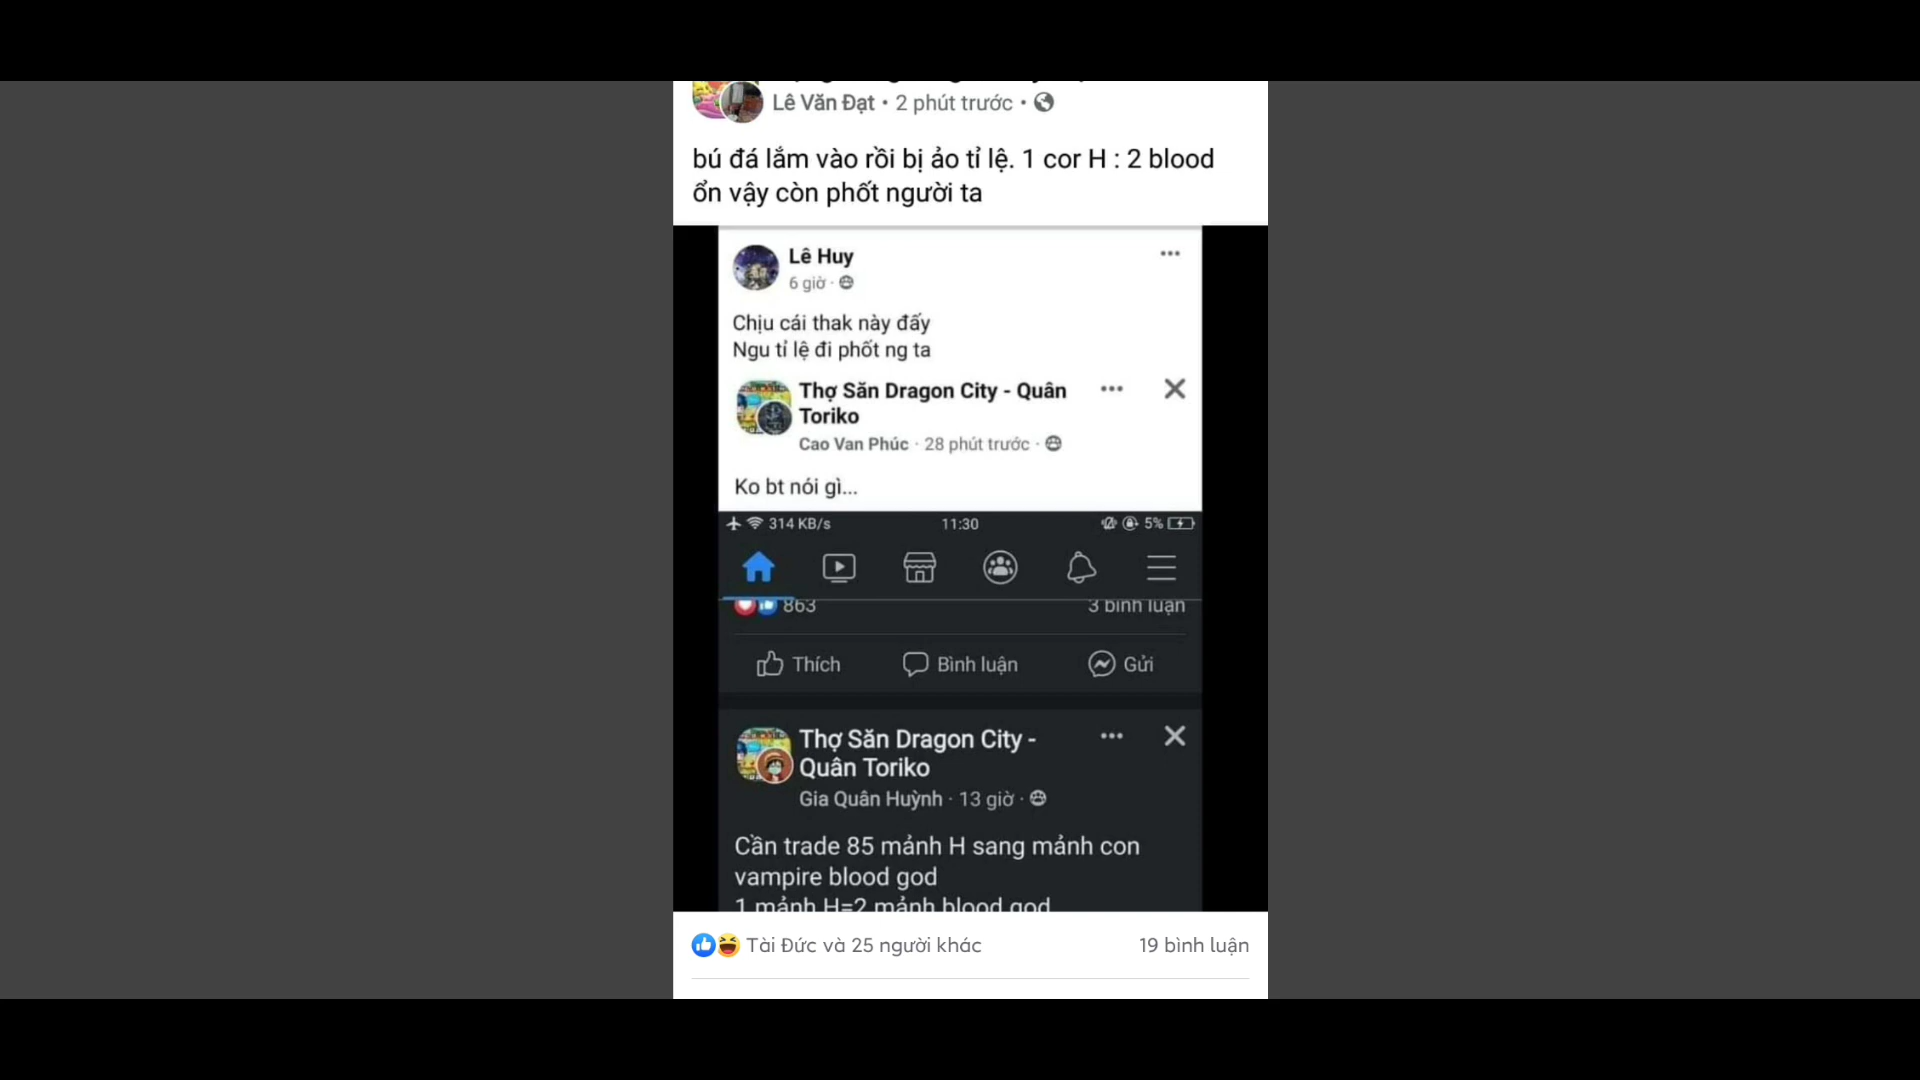 Lê Văn Đạt • 2 phút trước •
bú đá lắm vào rồi bị ảo tỉ lệ. 1 cor H : 2 blood
ổn vậy còn phốt người ta
Lê Huy
6 giờ ·
Chịu cái thak này đấy
Ngu tỉ lệ đi phốt ng ta
Thợ Săn Dragon City - Quân
Toriko
Cao Van Phúc · 28 phút trước ·
Ko bt nói gì...
314 KB/s 11:30 5%
863 3 bình luận
Thích Bình luận Gửi
Thợ Săn Dragon City -
Quân Toriko
Gia Quân Huỳnh · 13 giờ ·
Cần trade 85 mảnh H sang mảnh con
vampire blood god
1 mảnh H=2 mảnh blood god
Tài Đức và 25 người khác 19 bình luận